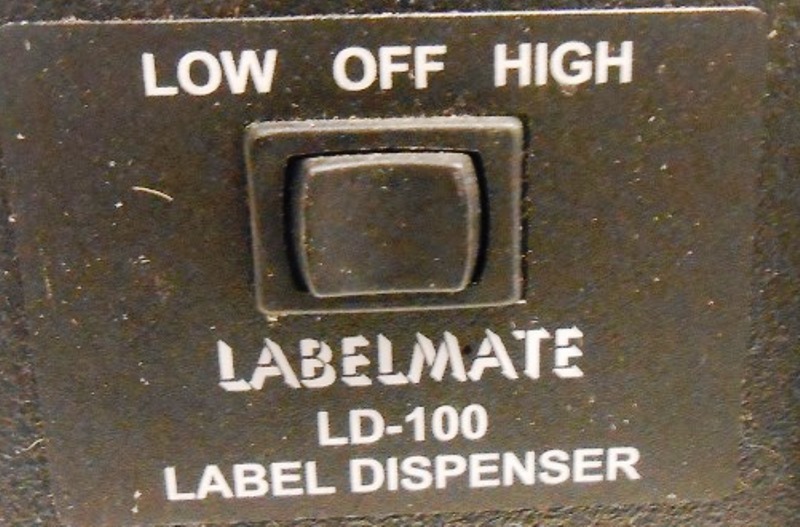 LOW OFF HIGH
LABELMATE
LD-100
LABEL DISPENSER